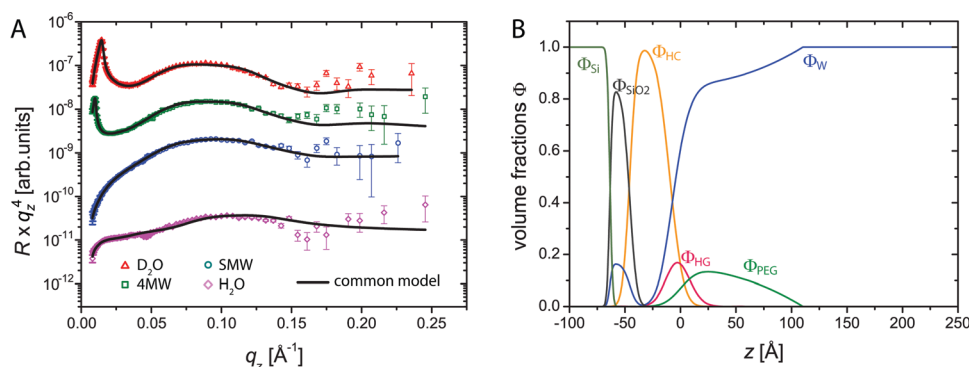 A
R x q_z^4 [arb.units]
10^-6
10^-7
10^-8
10^-9
10^-10
10^-11
10^-12
D₂O
4MW
SMW
H₂O
common model
0.00 0.05 0.10 0.15 0.20 0.25
q_z [Å^-1]
B
volume fractions Φ
1.0
0.8
0.6
0.4
0.2
0.0
Φ_Si
Φ_SiO2
Φ_HC
Φ_W
Φ_HG
Φ_PEG
-100 -50 0 50 100 150 200 250
z [Å]